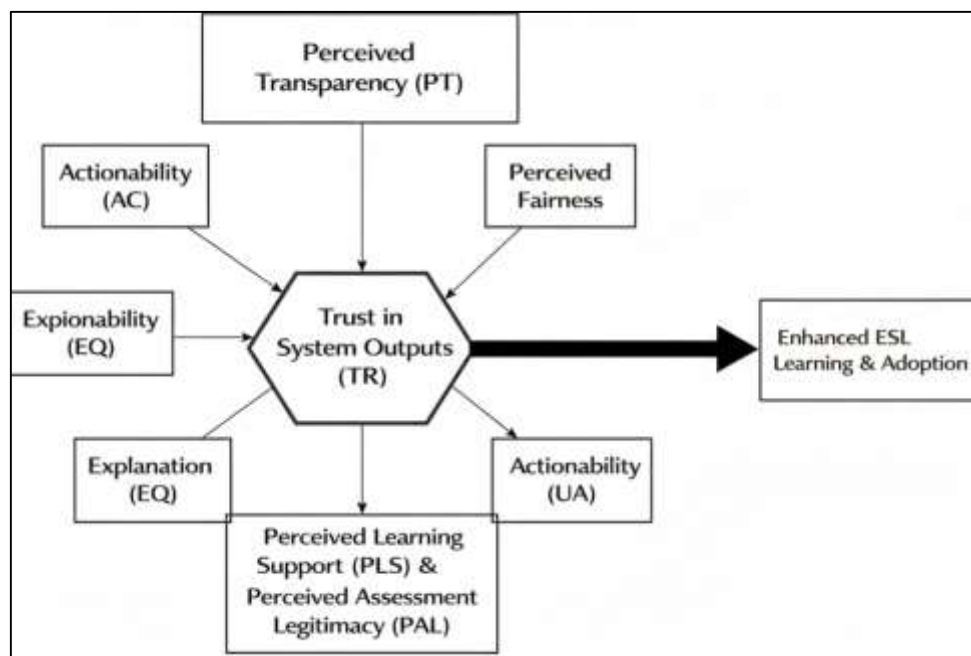 Perceived
Transparency (PT)
Actionability
(AC)
Perceived
Fairness
Expionability
(EQ)
Trust in
System Outputs
(TR)
Enhanced ESL
Learning & Adoption
Explanation
(EQ)
Actionability
(UA)
Perceived Learning
Support (PLS) &
Perceived Assessment
Legitimacy (PAL)